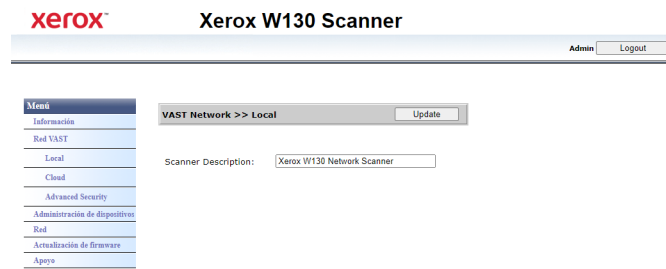 xerox™
Xerox W130 Scanner
Admin Logout
Menú
Información
Red VAST
Local
Cloud
Advanced Security
Administración de dispositivos
Red
Actualización de firmware
Apoyo
VAST Network >> Local Update
Scanner Description: Xerox W130 Network Scanner